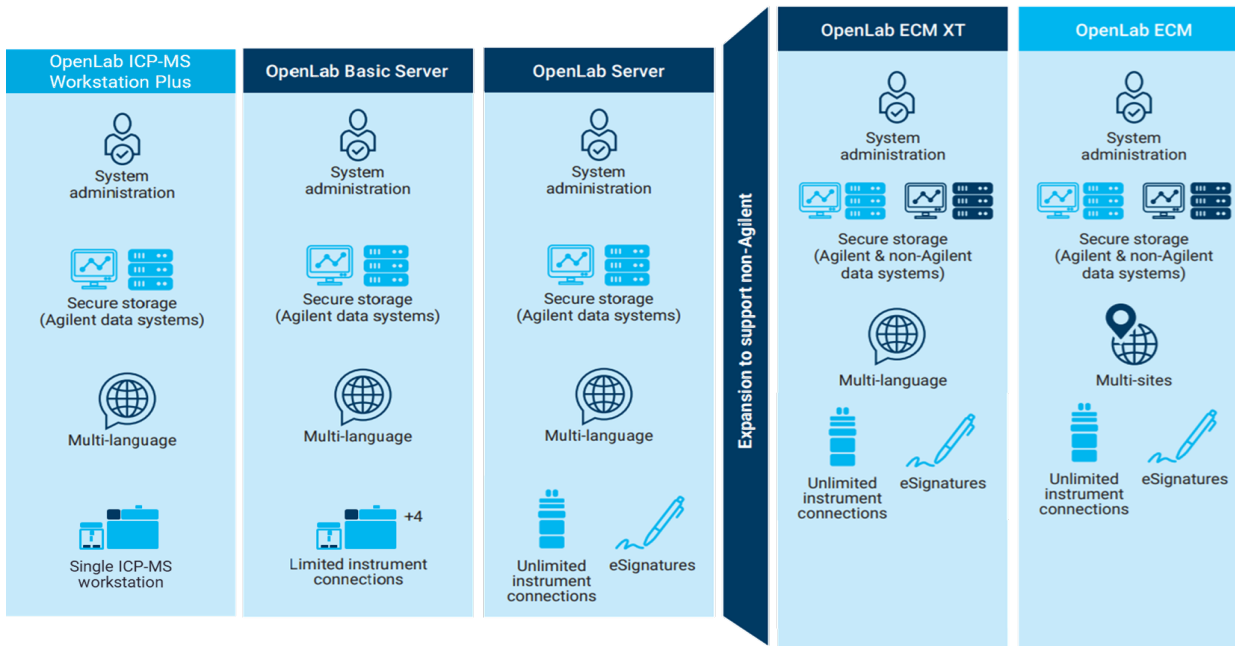 OpenLab ICP-MS
Workstation Plus
System
administration
Secure storage
(Agilent data systems)
Multi-language
Single ICP-MS
workstation
OpenLab Basic Server
System
administration
Secure storage
(Agilent data systems)
Multi-language
+4
Limited instrument
connections
OpenLab Server
System
administration
Secure storage
(Agilent data systems)
Multi-language
Unlimited
instrument
connections
eSignatures
Expansion to support non-Agilent
OpenLab ECM XT
System
administration
Secure storage
(Agilent & non-Agilent
data systems)
Multi-language
Unlimited
instrument
connections
eSignatures
OpenLab ECM
System
administration
Secure storage
(Agilent & non-Agilent
data systems)
Multi-sites
Unlimited
instrument
connections
eSignatures